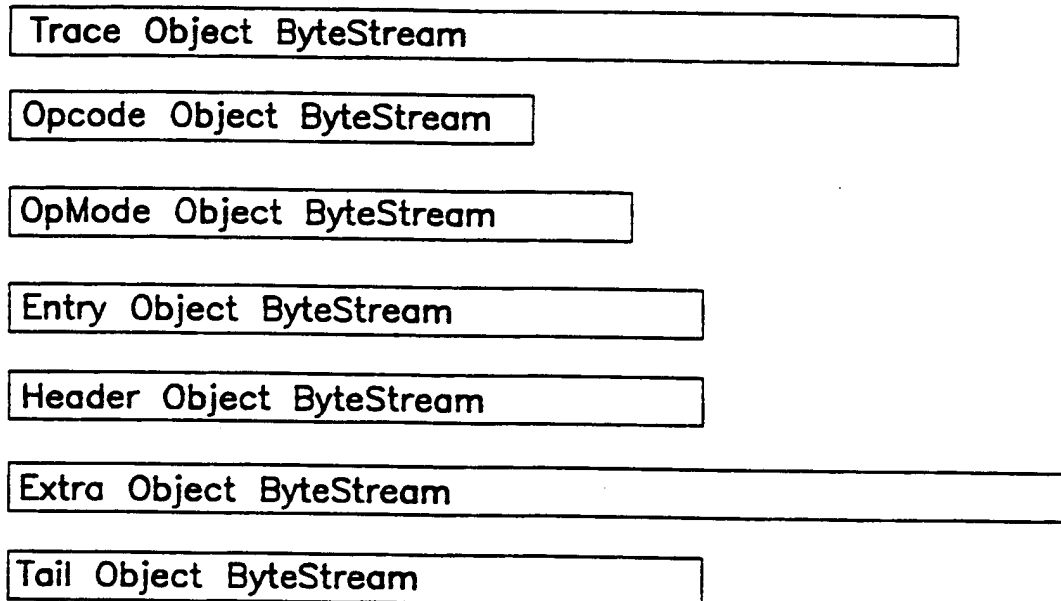 Trace Object ByteStream
Opcode Object ByteStream
OpMode Object ByteStream
Entry Object ByteStream
Header Object ByteStream
Extra Object ByteStream
Tail Object ByteStream